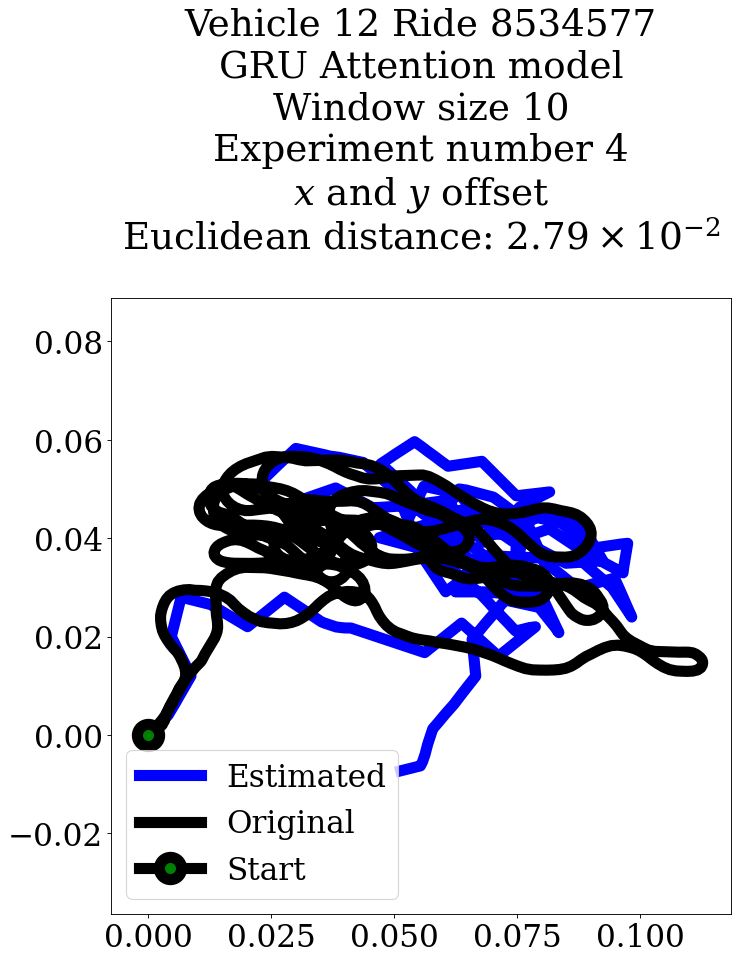 Vehicle 12 Ride 8534577
GRU Attention model
Window size 10
Experiment number 4
x and y offset
Euclidean distance: 2.79 × 10⁻²
0.08
0.06
0.04
0.02
0.00
−0.02
Estimated
Original
Start
0.000 0.025 0.050 0.075 0.100